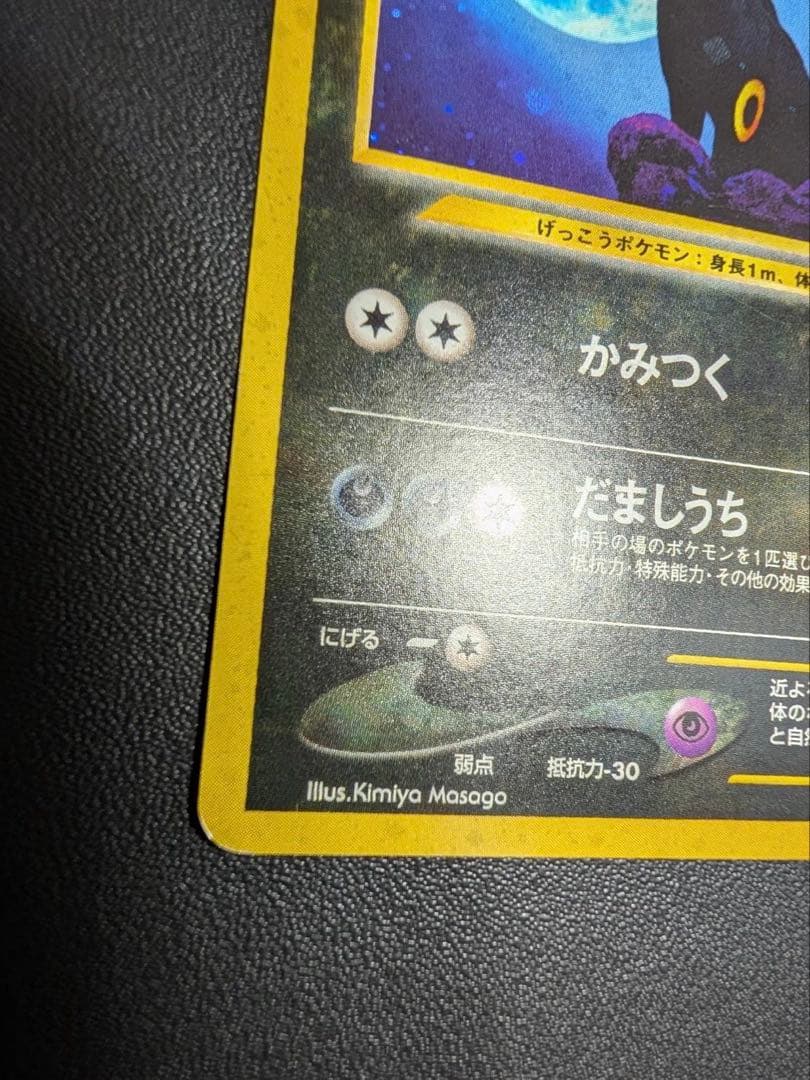 げっこうポケモン：身長1m、体
かみつく
だましうち
相手の場のポケモンを1匹選び
抵抗力・特殊能力・その他の効果
にげる
近よ
体の
と自
弱点
抵抗力-30
Illus.Kimiya Masago